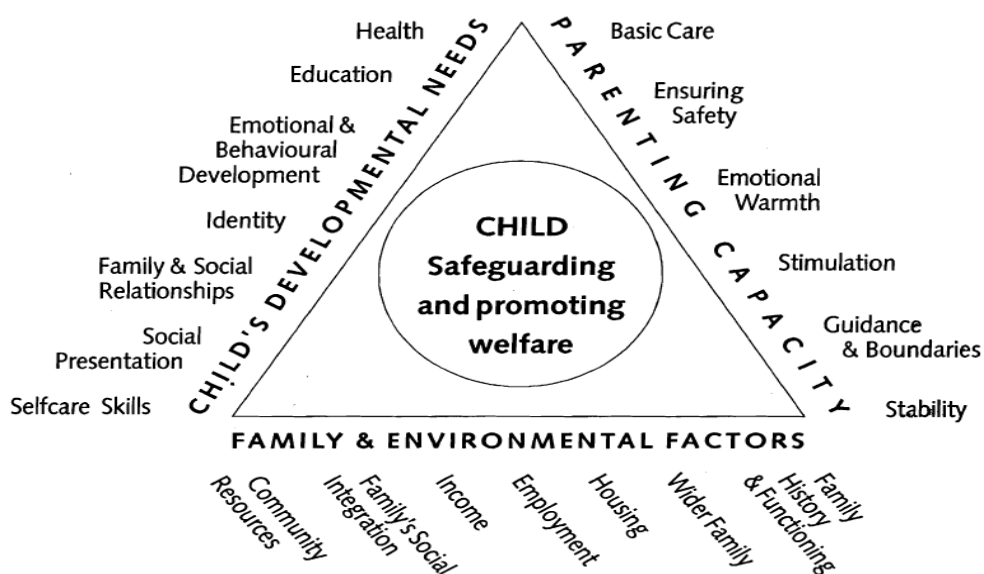 Health
Education
Emotional &
Behavioural
Development
Identity
Family & Social
Relationships
Social
Presentation
Selfcare Skills
CHILD'S DEVELOPMENTAL NEEDS
CHILD
Safeguarding
and promoting
welfare
PARENTING CAPACITY
Basic Care
Ensuring
Safety
Emotional
Warmth
Stimulation
Guidance
& Boundaries
Stability
FAMILY & ENVIRONMENTAL FACTORS
Community
Resources
Family's Social
Integration
Income
Employment
Housing
Wider Family
Family
History
& Functioning